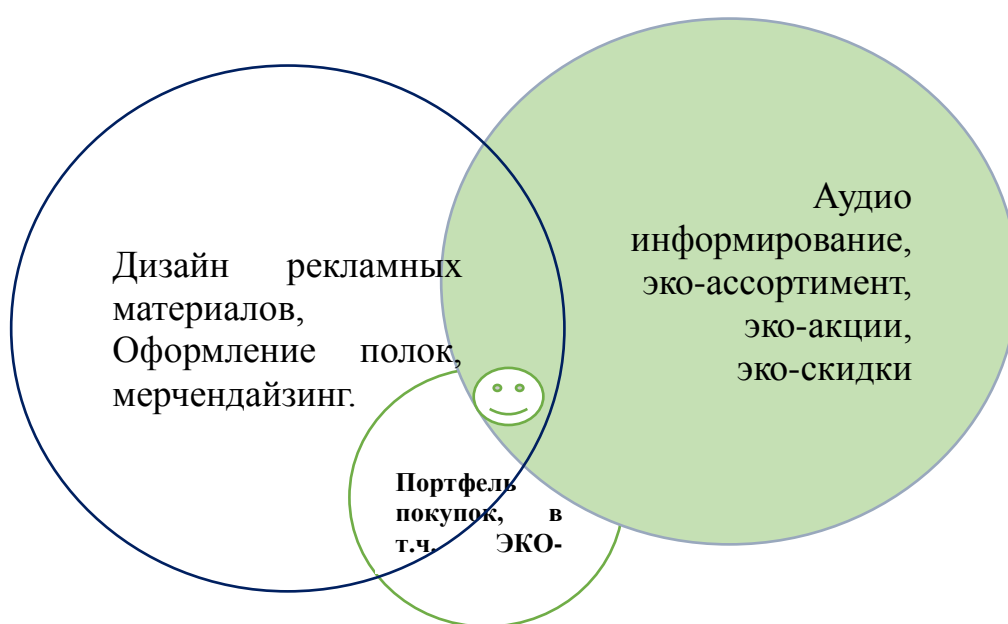 Дизайн рекламных
материалов,
Оформление полок,
мерчендайзинг.
Аудио
информирование,
эко-ассортимент,
эко-акции,
эко-скидки
Портфель
покупок, в
т.ч. ЭКО-